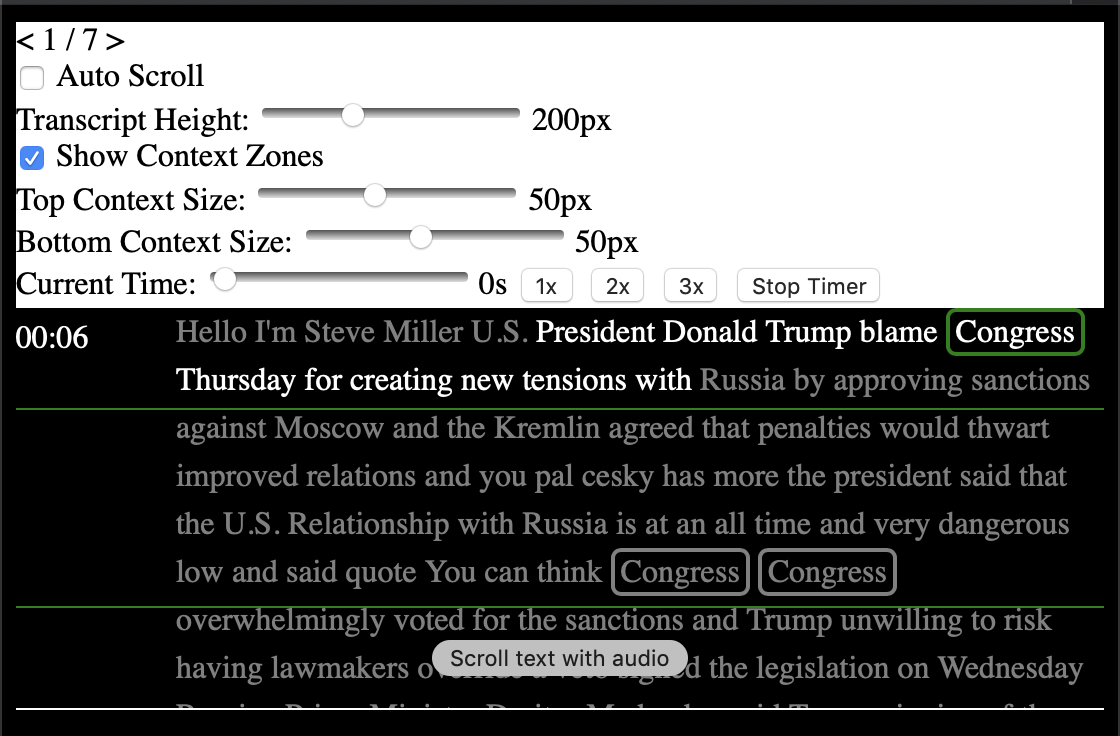 < 1 / 7 >
Auto Scroll
Transcript Height: 200px
Show Context Zones
Top Context Size: 50px
Bottom Context Size: 50px
Current Time: 0s 1x 2x 3x Stop Timer
00:06 Hello I'm Steve Miller U.S. President Donald Trump blame Congress
Thursday for creating new tensions with Russia by approving sanctions
against Moscow and the Kremlin agreed that penalties would thwart
improved relations and you pal cesky has more the president said that
the U.S. Relationship with Russia is at an all time and very dangerous
low and said quote You can think Congress Congress
overwhelmingly voted for the sanctions and Trump unwilling to risk
having lawmakers the legislation on Wednesday
Scroll text with audio